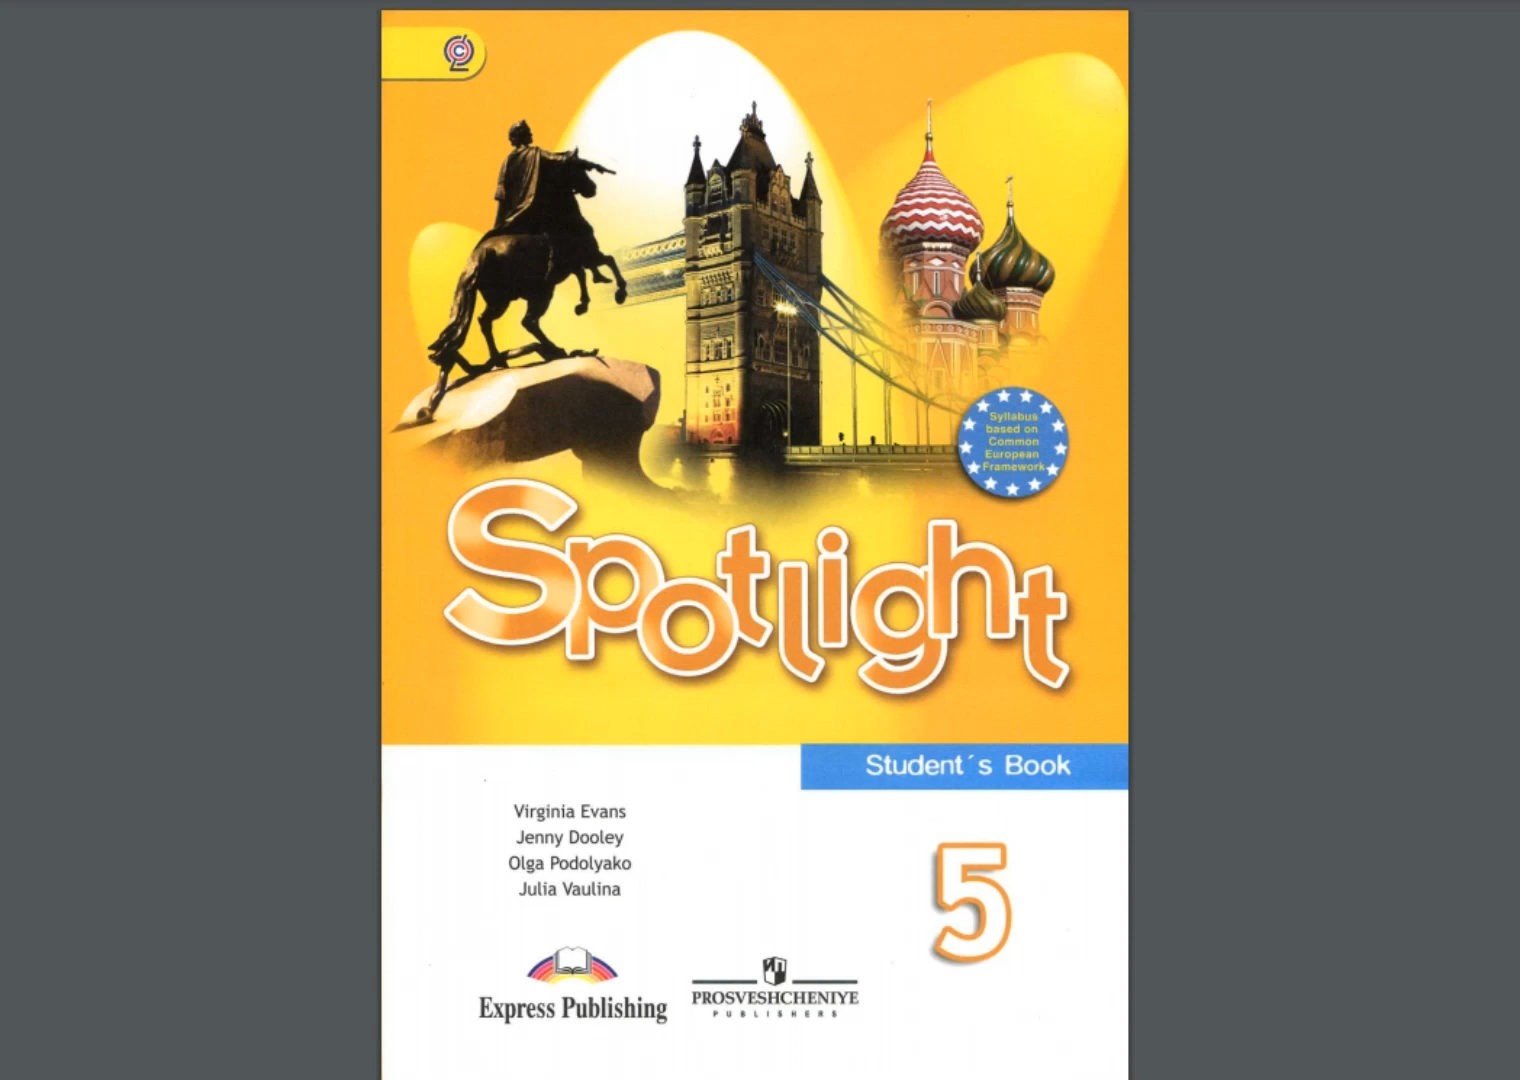 Syllabus
based on
Common
European
Framework
Spotlight
Student´s Book
Virginia Evans
Jenny Dooley
Olga Podolyako
Julia Vaulina
5
Express Publishing
PROSVESHCHENIYE
PUBLISHERS